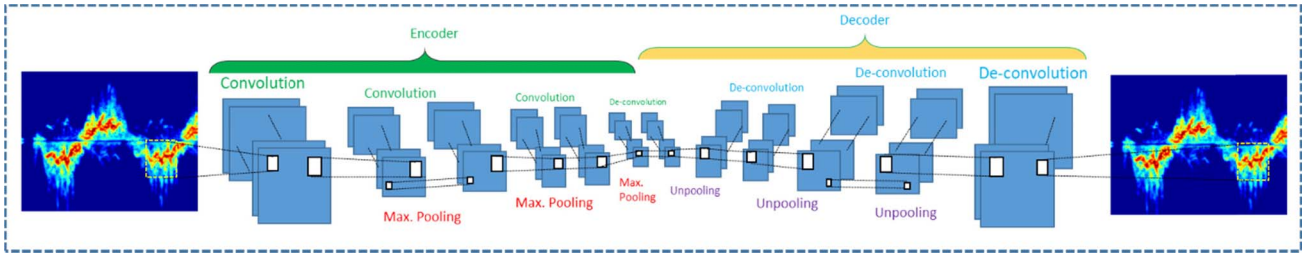 Encoder
Decoder
Convolution
Convolution
Convolution
De-convolution
De-convolution
De-convolution
De-convolution
Max. Pooling
Max. Pooling
Max.
Pooling
Unpooling
Unpooling
Unpooling